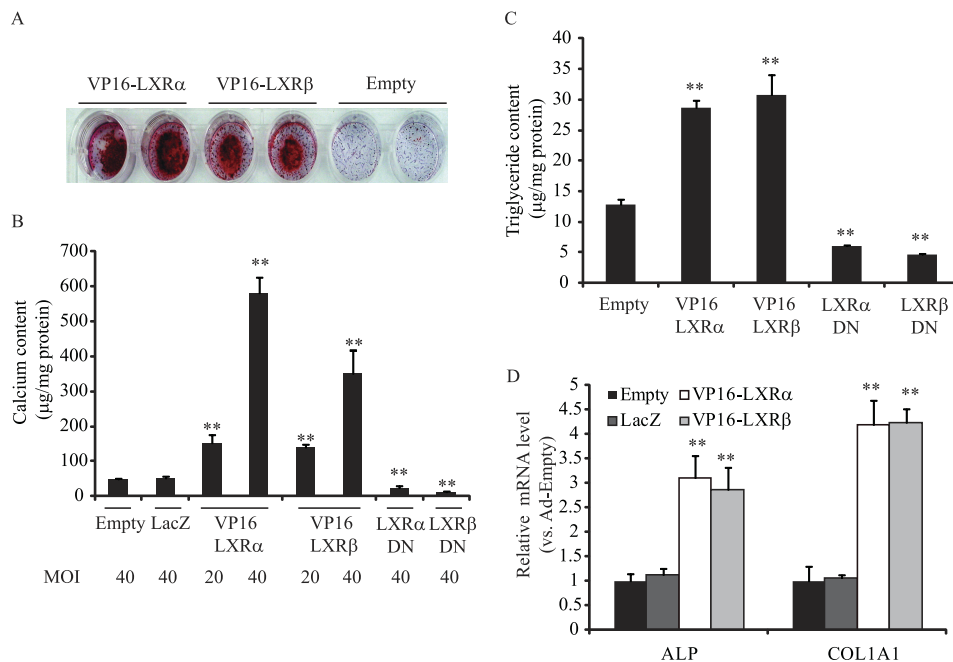 A
VP16-LXRα VP16-LXRβ Empty
B
Calcium content
(µg/mg protein)
700
600
500
400
300
200
100
0
**
**
**
**
**
**
Empty LacZ VP16 LXRα VP16 LXRβ LXRα DN LXRβ DN
MOI 40 40 20 40 20 40 40 40
C
Triglyceride content
(µg/mg protein)
40
35
30
25
20
15
10
5
0
**
**
**
**
Empty VP16 LXRα VP16 LXRβ LXRα DN LXRβ DN
D
Relative mRNA level
(vs. Ad-Empty)
5
4.5
4
3.5
3
2.5
2
1.5
1
0.5
0
Empty VP16-LXRα
LacZ VP16-LXRβ
**
**
**
**
ALP COL1A1